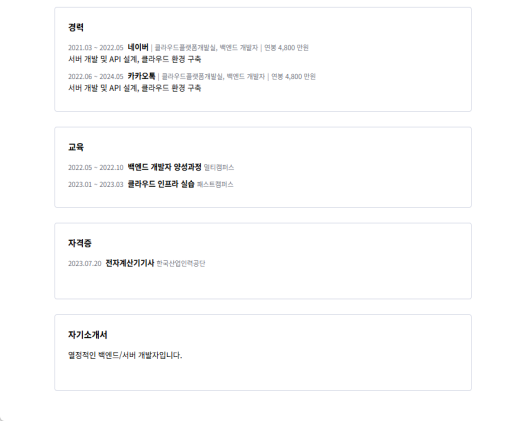 경력
2021.03 ~ 2022.05 네이버 | 클라우드플랫폼개발실, 백엔드 개발자 | 연봉 4,800 만원
서버 개발 및 API 설계, 클라우드 환경 구축
2022.06 ~ 2024.05 카카오톡 | 클라우드플랫폼개발실, 백엔드 개발자 | 연봉 4,800 만원
서버 개발 및 API 설계, 클라우드 환경 구축
교육
2022.05 ~ 2022.10 백엔드 개발자 양성과정 멀티캠퍼스
2023.01 ~ 2023.03 클라우드 인프라 실습 패스트캠퍼스
자격증
2023.07.20 전자계산기기사 한국산업인력공단
자기소개서
열정적인 백엔드/서버 개발자입니다.